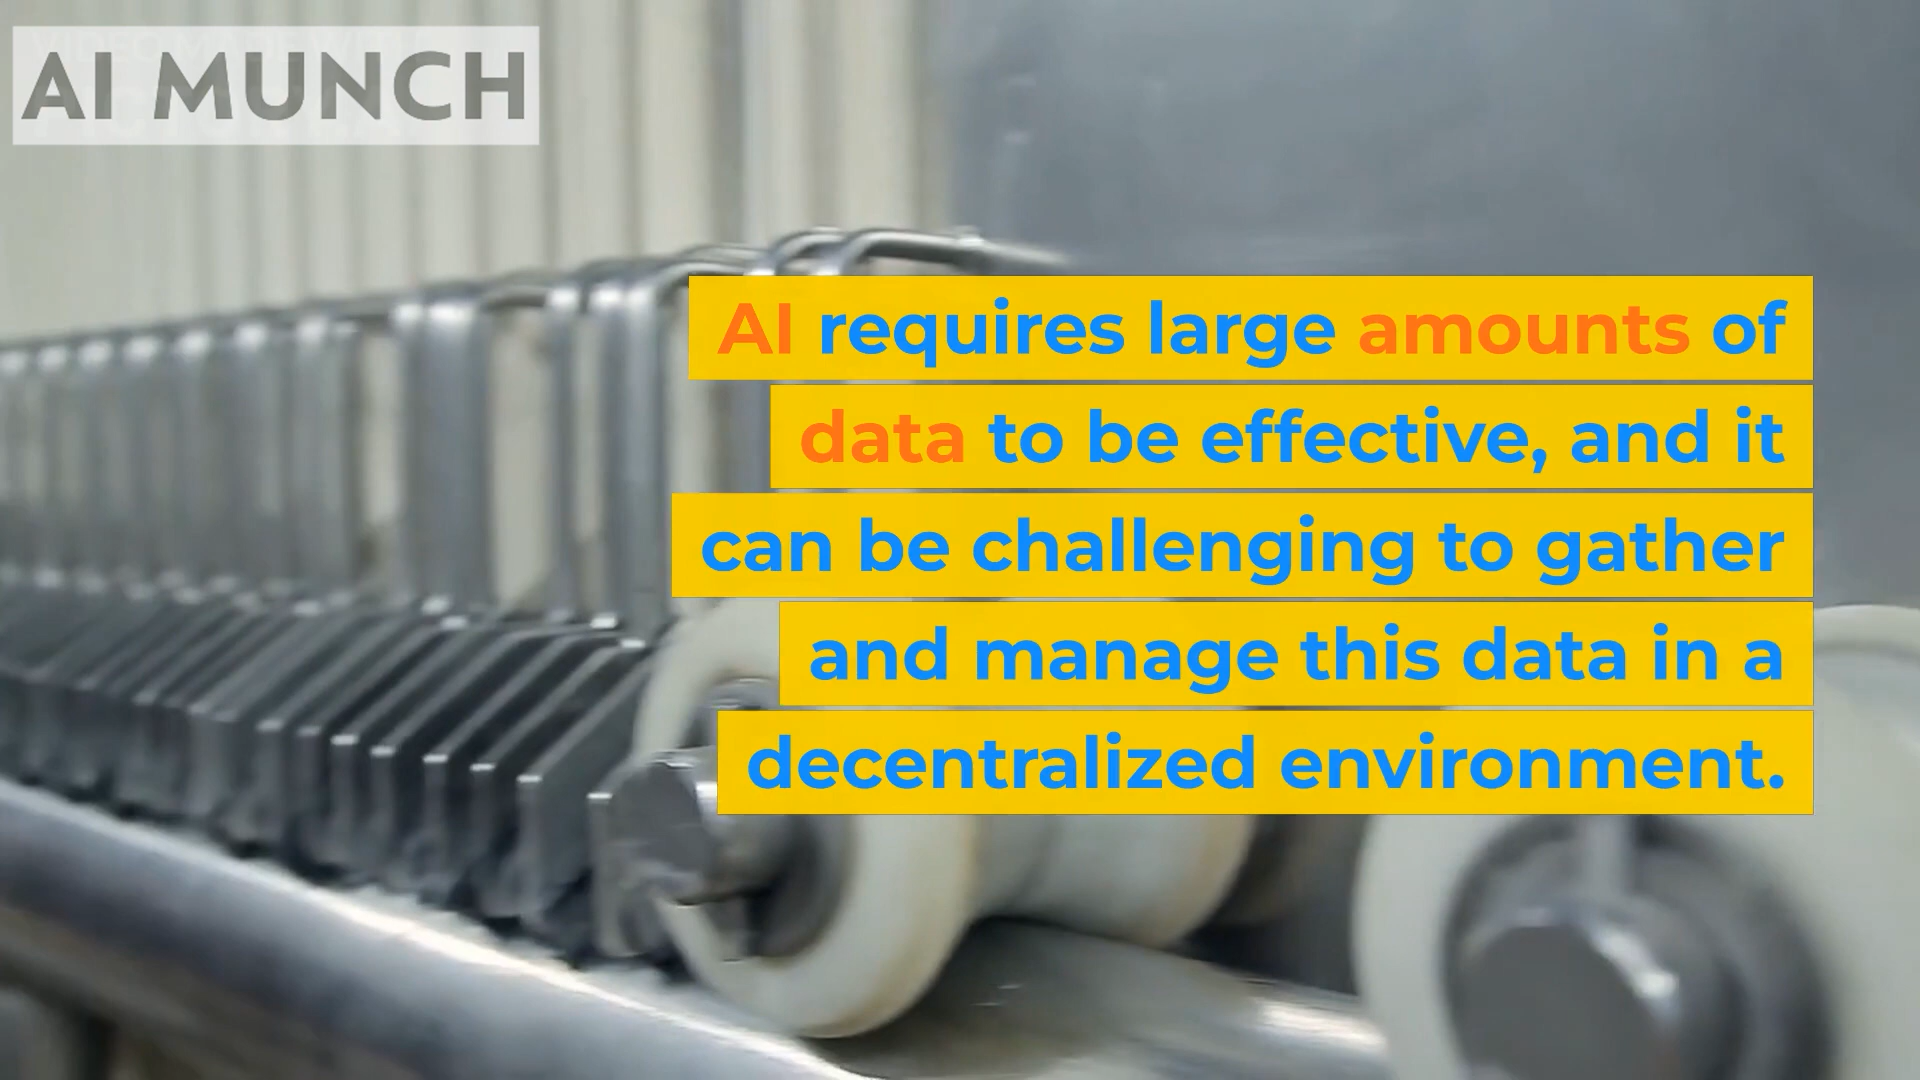 AI MUNCH
AI requires large amounts of
data to be effective, and it
can be challenging to gather
and manage this data in a
decentralized environment.